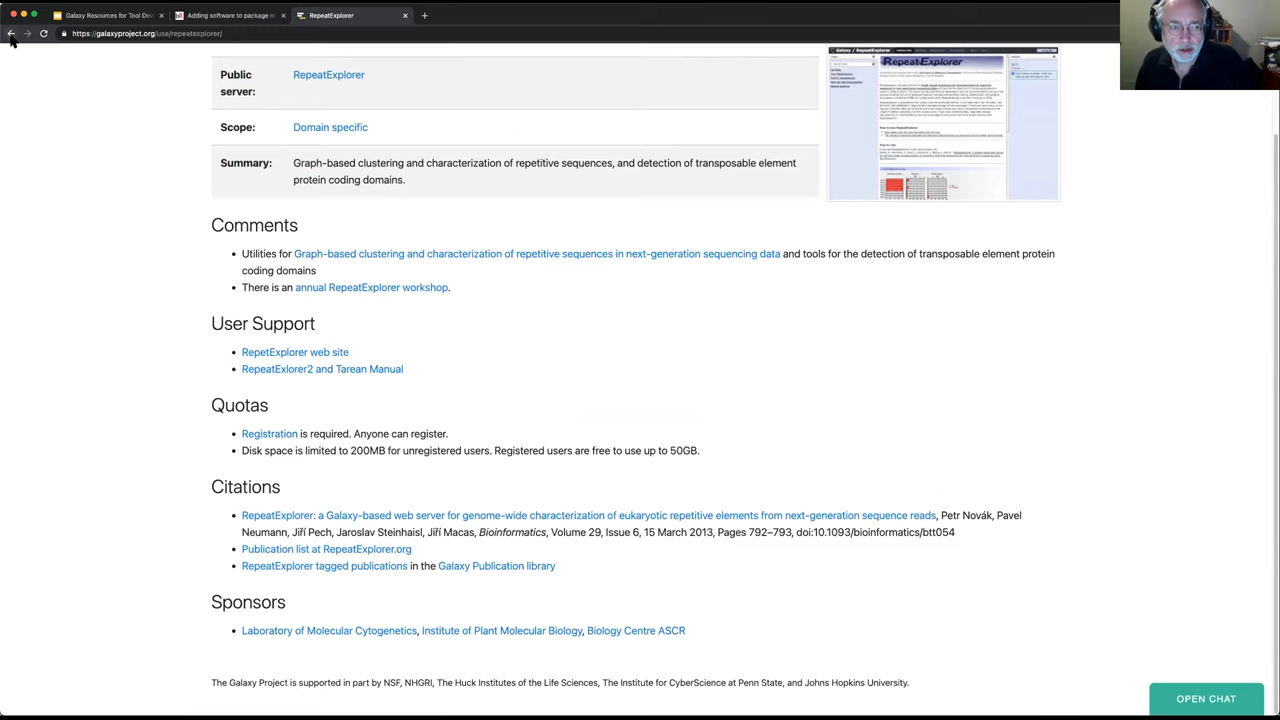 Galaxy Resources for Tool Dev
Adding software to package m
RepeatExplorer
https://galaxyproject.org/use/repeatexplorer/
Public
RepeatExplorer
Server:
Scope:
Domain specific
Graph-based clustering and characterization of repetitive sequences, and detection of transposable element
protein coding domains.
Galaxy / RepeatExplorer
RepeatExplorer
Comments
Utilities for Graph-based clustering and characterization of repetitive sequences in next-generation sequencing data and tools for the detection of transposable element protein
coding domains
There is an annual RepeatExplorer workshop.
User Support
RepetExplorer web site
RepeatExlorer2 and Tarean Manual
Quotas
Registration is required. Anyone can register.
Disk space is limited to 200MB for unregistered users. Registered users are free to use up to 50GB.
Citations
RepeatExplorer: a Galaxy-based web server for genome-wide characterization of eukaryotic repetitive elements from next-generation sequence reads, Petr Novák, Pavel
Neumann, Jiří Pech, Jaroslav Steinhaisl, Jiří Macas, Bioinformatics, Volume 29, Issue 6, 15 March 2013, Pages 792–793, doi:10.1093/bioinformatics/btt054
Publication list at RepeatExplorer.org
RepeatExplorer tagged publications in the Galaxy Publication library
Sponsors
Laboratory of Molecular Cytogenetics, Institute of Plant Molecular Biology, Biology Centre ASCR
The Galaxy Project is supported in part by NSF, NHGRI, The Huck Institutes of the Life Sciences, The Institute for CyberScience at Penn State, and Johns Hopkins University.
OPEN CHAT